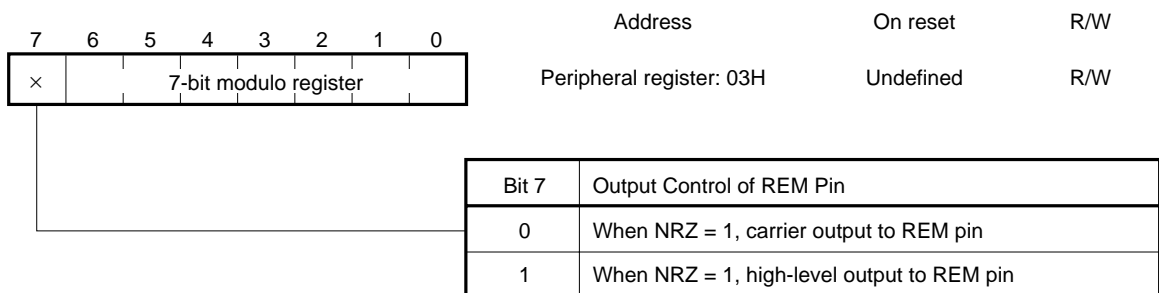 Address On reset R/W
7 6 5 4 3 2 1 0
× 7-bit modulo register Peripheral register: 03H Undefined R/W
Bit 7 Output Control of REM Pin
0 When NRZ = 1, carrier output to REM pin
1 When NRZ = 1, high-level output to REM pin